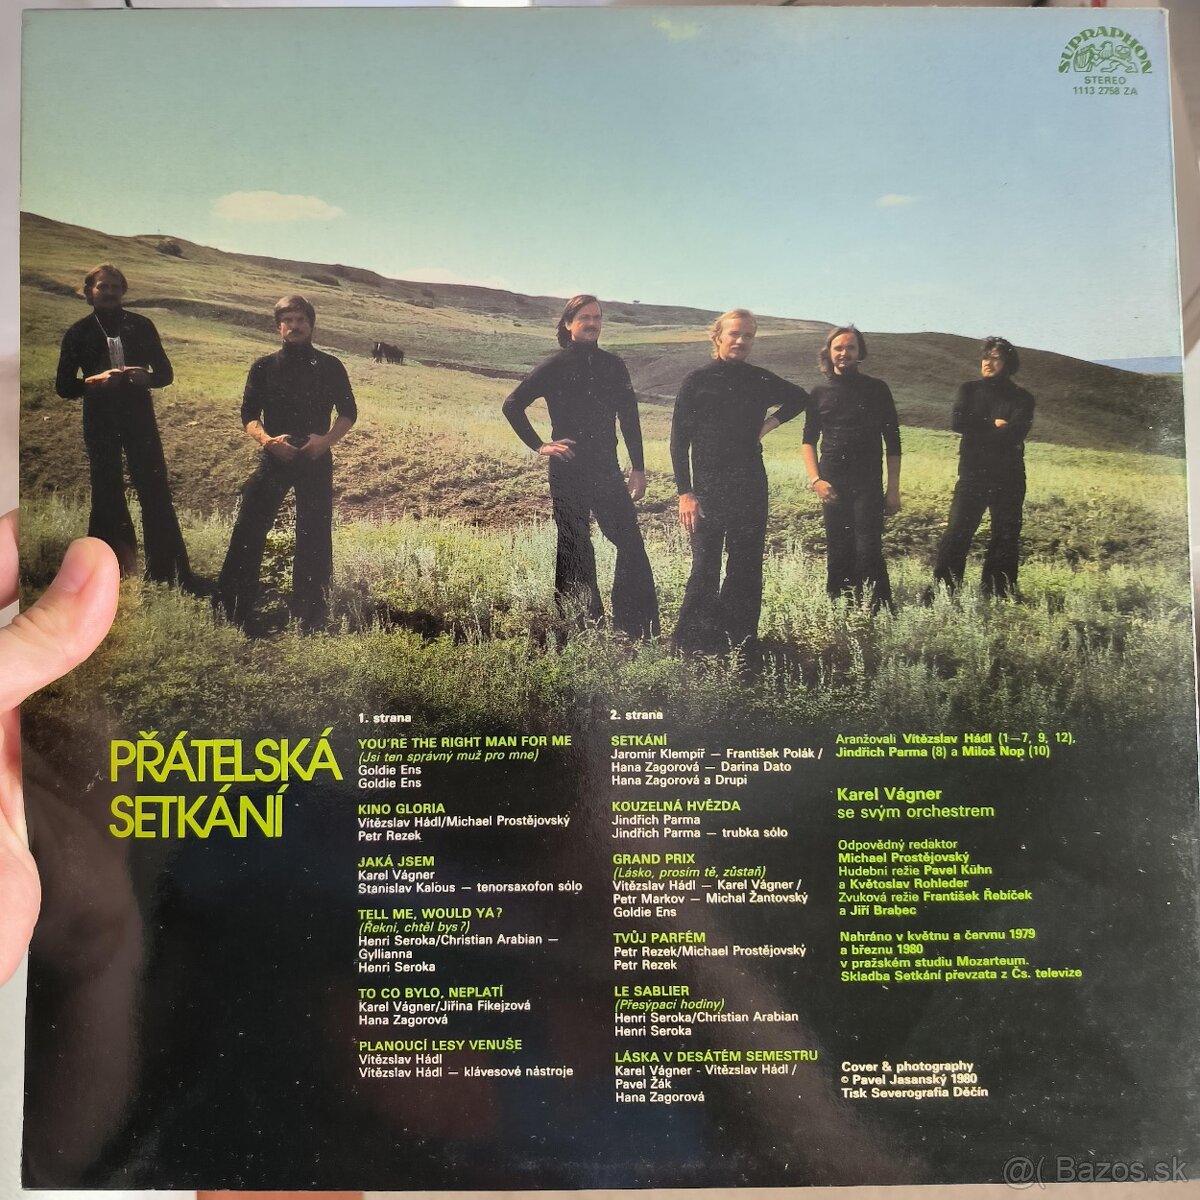 SUPRAPHON
STEREO
1113 2758 ZA
PŘÁTELSKÁ
SETKÁNÍ
1. strana
YOU'RE THE RIGHT MAN FOR ME
(Jsi ten správný muž pro mne)
Goldie Ens
Goldie Ens
KINO GLORIA
Vítězslav Hádl/Michael Prostějovský
Petr Rezek
JAKÁ JSEM
Karel Vágner
Stanislav Kalous — tenorsaxofon sólo
TELL ME, WOULD YA?
(Řekni, chtěl bys?)
Henri Seroka/Christian Arabian —
Gyllianna
Henri Seroka
TO CO BYLO, NEPLATÍ
Karel Vágner/Jiřina Fikejzová
Hana Zagorová
PLANOUCÍ LESY VENUŠE
Vítězslav Hádl
Vítězslav Hádl — klávesové nástroje
2. strana
SETKÁNÍ
Jaromír Klempíř — František Polák /
Hana Zagorová — Darina Dato
Hana Zagorová a Drupi
KOUZELNÁ HVĚZDA
Jindřich Parma
Jindřich Parma — trubka sólo
GRAND PRIX
(Lásko, prosím tě, zůstaň)
Vítězslav Hádl — Karel Vágner /
Petr Markov — Michal Žantovský
Goldie Ens
TVŮJ PARFÉM
Petr Rezek/Michael Prostějovský
Petr Rezek
LE SABLIER
(Přesýpací hodiny)
Henri Seroka/Christian Arabian
Henri Seroka
LÁSKA V DESÁTÉM SEMESTRU
Karel Vágner - Vítězslav Hádl /
Pavel Žák
Hana Zagorová
Aranžovali Vítězslav Hádl (1—7, 9, 12),
Jindřich Parma (8) a Miloš Nop (10)
Karel Vágner
se svým orchestrem
Odpovědný redaktor
Michael Prostějovský
Hudební režie Pavel Kühn
a Květoslav Rohleder
Zvuková režie František Řebíček
a Jiří Brabec
Nahráno v květnu a červnu 1979
a březnu 1980
v pražském studiu Mozarteum.
Skladba Setkání převzata z Čs. televize
Cover & photography
© Pavel Jasanský 1980
Tisk Severografia Děčín
@( Bazos.sk